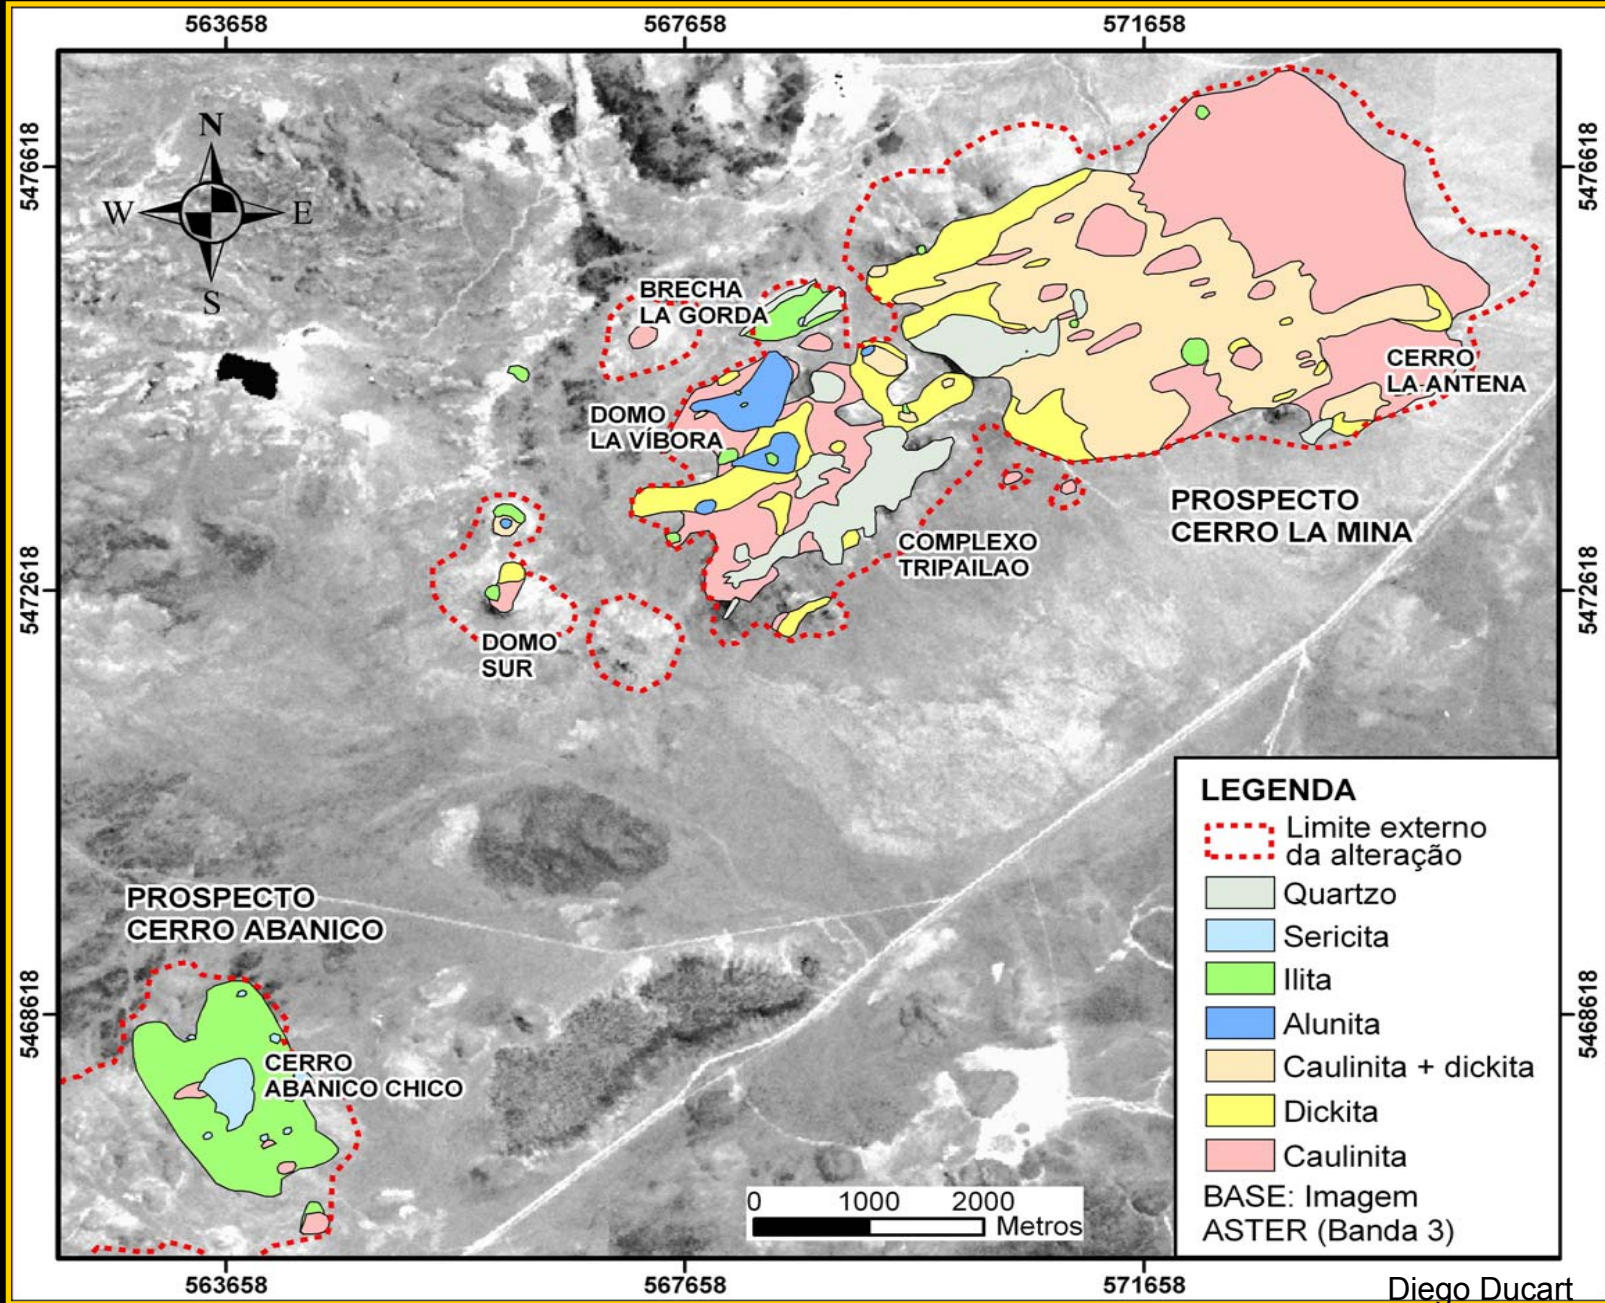 563658
567658
571658
5476618
5476618
N
W
E
S
BRECHA
LA GORDA
DOMO
LA VÍBORA
CERRO
LA ANTENA
PROSPECTO
CERRO LA MINA
COMPLEXO
TRIPAILAO
5472618
5472618
DOMO
SUR
PROSPECTO
CERRO ABANICO
5468618
5468618
CERRO
ABANICO CHICO
LEGENDA
Limite externo
da alteração
Quartzo
Sericita
Ilita
Alunita
Caulinita + dickita
Dickita
Caulinita
BASE: Imagem
ASTER (Banda 3)
0 1000 2000
Metros
563658
567658
571658
Diego Ducart